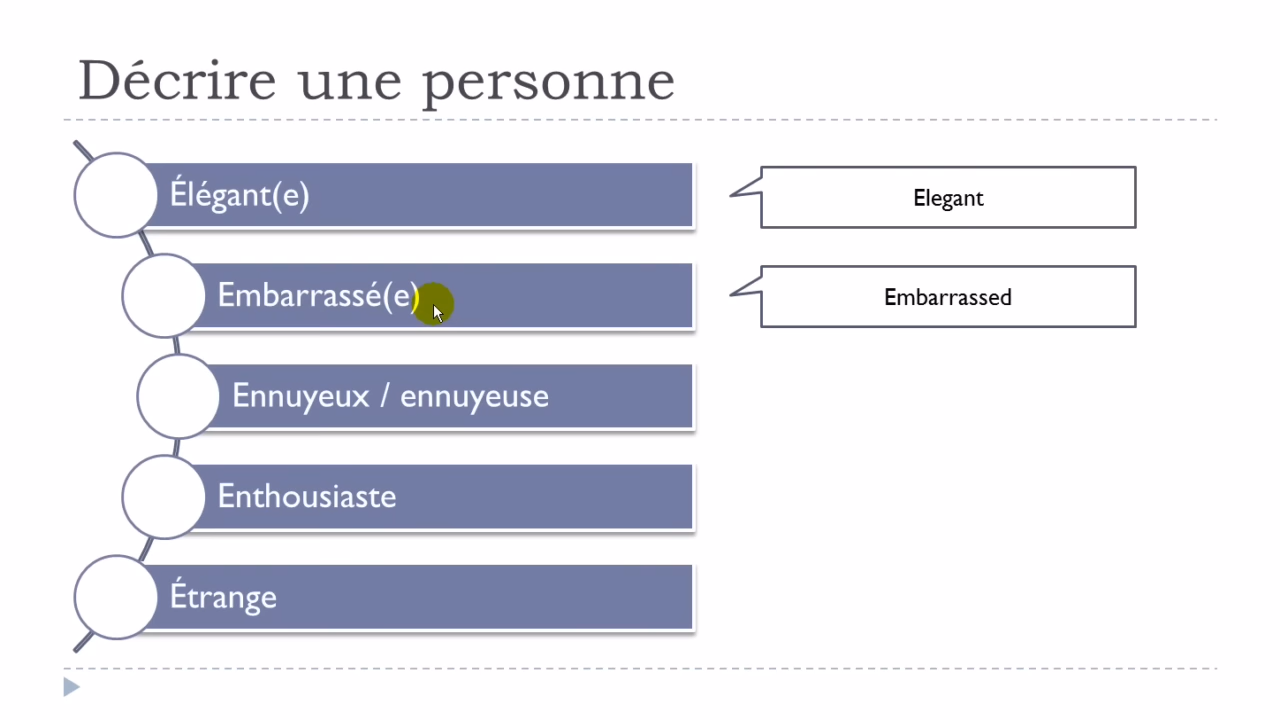 Décrire une personne
Élégant(e)
Elegant
Embarrassé(e)
Embarrassed
Ennuyeux / ennuyeuse
Enthousiaste
Étrange